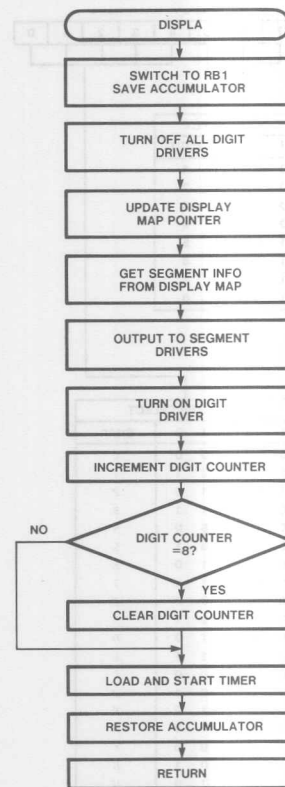 DISPLA
SWITCH TO RB1
SAVE ACCUMULATOR
TURN OFF ALL DIGIT
DRIVERS
UPDATE DISPLAY
MAP POINTER
GET SEGMENT INFO
FROM DISPLAY MAP
OUTPUT TO SEGMENT
DRIVERS
TURN ON DIGIT
DRIVER
INCREMENT DIGIT COUNTER
NO
DIGIT COUNTER
=8?
YES
CLEAR DIGIT COUNTER
LOAD AND START TIMER
RESTORE ACCUMULATOR
RETURN